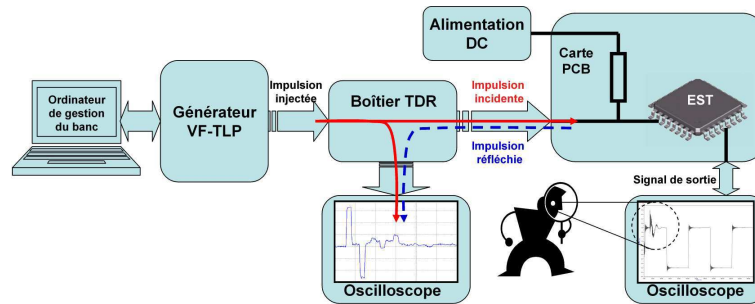 Alimentation
DC
Carte
PCB
EST
Ordinateur
de gestion
du banc
Générateur
VF-TLP
Impulsion
injectée
Boîtier TDR
Impulsion
incidente
Impulsion
réfléchie
Signal de sortie
Oscilloscope
Oscilloscope